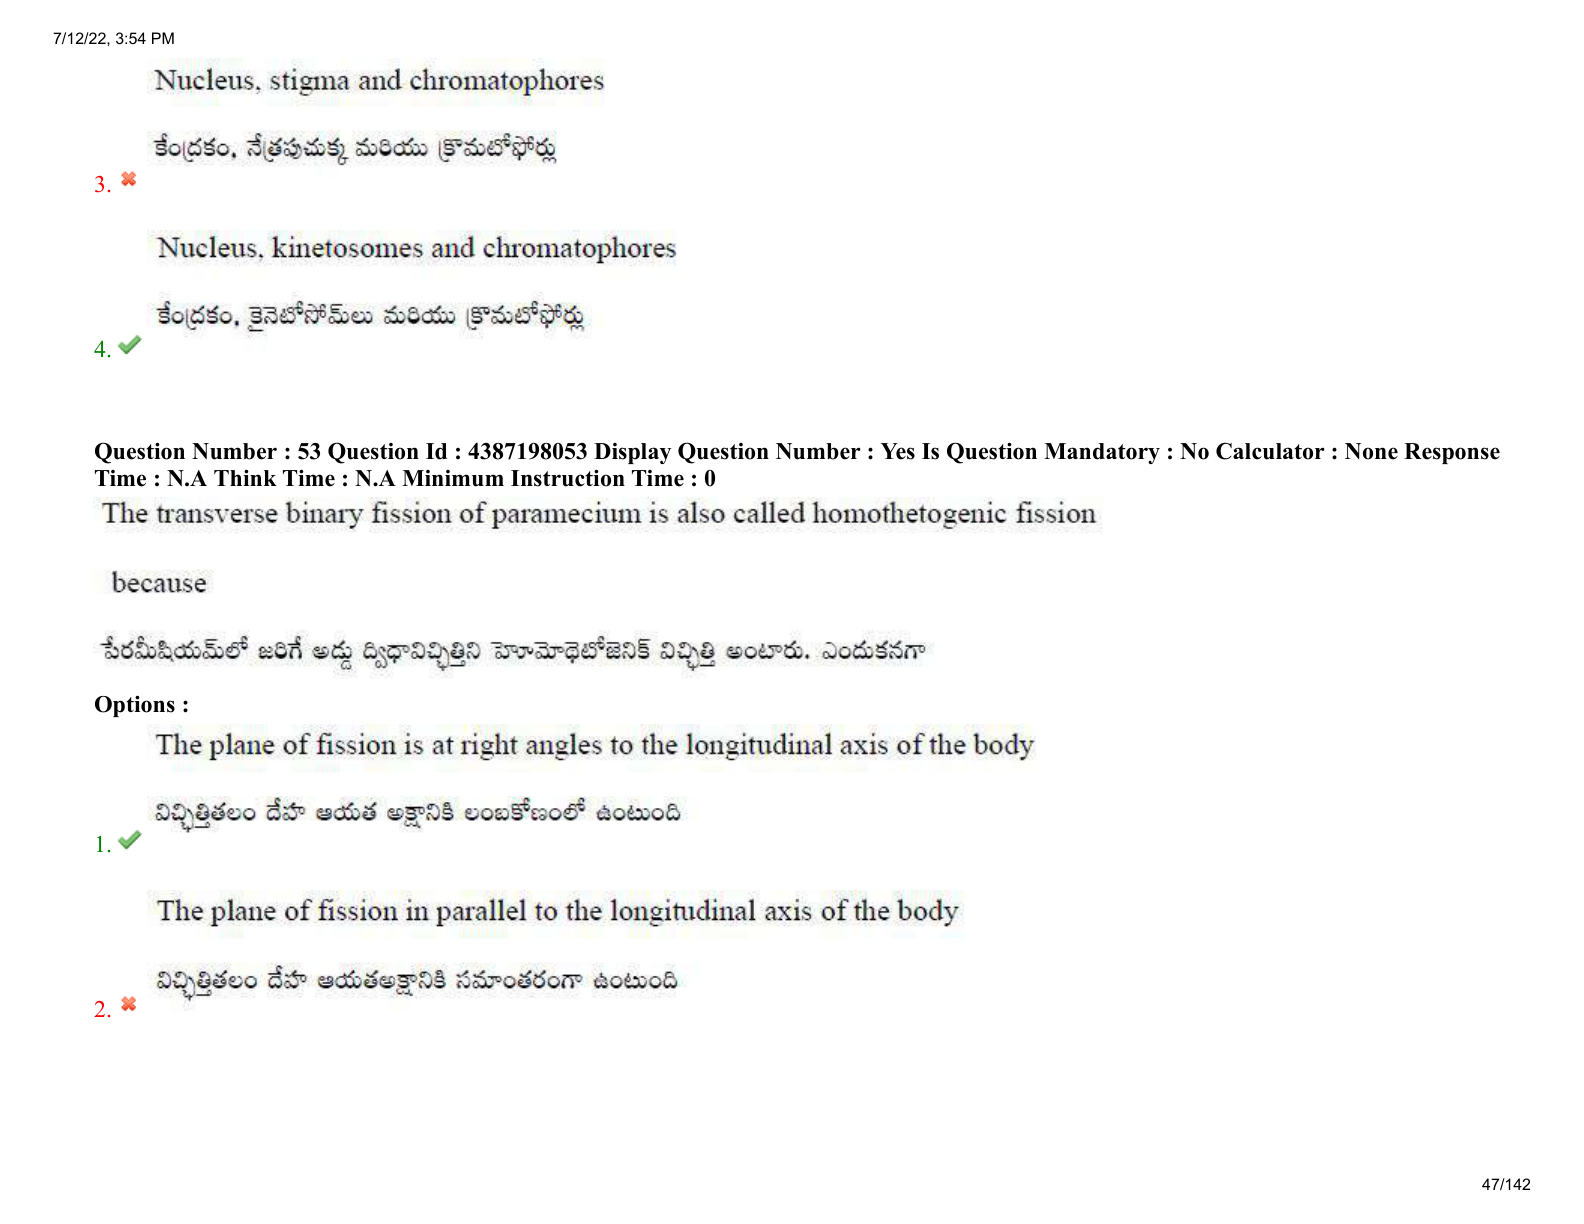 7/12/22, 3:54 PM
Nucleus, stigma and chromatophores
కేంద్రకం, నేత్రపుచుక్క మరియు క్రొమటోఫోర్లు
3.
Nucleus, kinetosomes and chromatophores
కేంద్రకం, కైనెటోసోమ్‌లు మరియు క్రొమటోఫోర్లు
4.
Question Number : 53 Question Id : 4387198053 Display Question Number : Yes Is Question Mandatory : No Calculator : None Response
Time : N.A Think Time : N.A Minimum Instruction Time : 0
The transverse binary fission of paramecium is also called homothetogenic fission
because
పేరమీషియమ్‌లో జరిగే అడ్డు ద్విధావిచ్ఛిత్తిని హెూమోథెటోజెనిక్ విచ్ఛిత్తి అంటారు. ఎందుకనగా
Options :
The plane of fission is at right angles to the longitudinal axis of the body
విచ్ఛిత్తితలం దేహ ఆయత అక్షానికి లంబకోణంలో ఉంటుంది
1.
The plane of fission in parallel to the longitudinal axis of the body
విచ్ఛిత్తితలం దేహ ఆయతఅక్షానికి సమాంతరంగా ఉంటుంది
2.
47/142